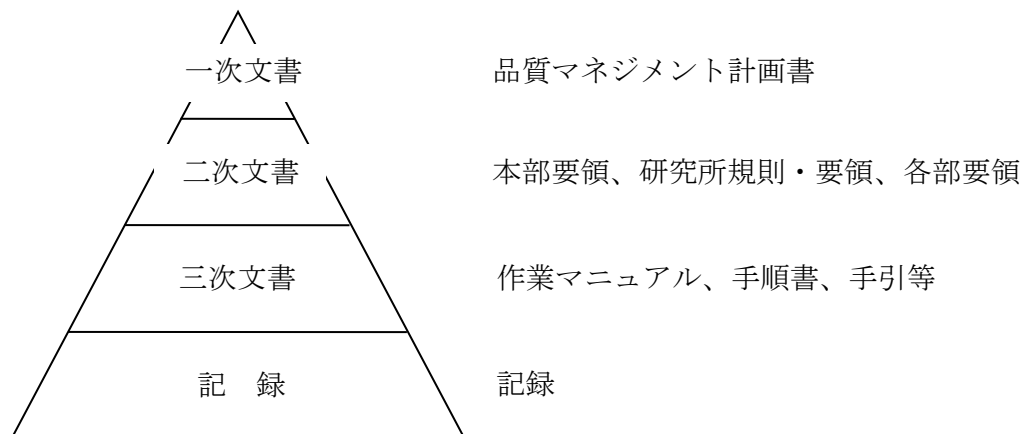 一次文書 品質マネジメント計画書
二次文書 本部要領、研究所規則・要領、各部要領
三次文書 作業マニュアル、手順書、手引等
記　録 記録